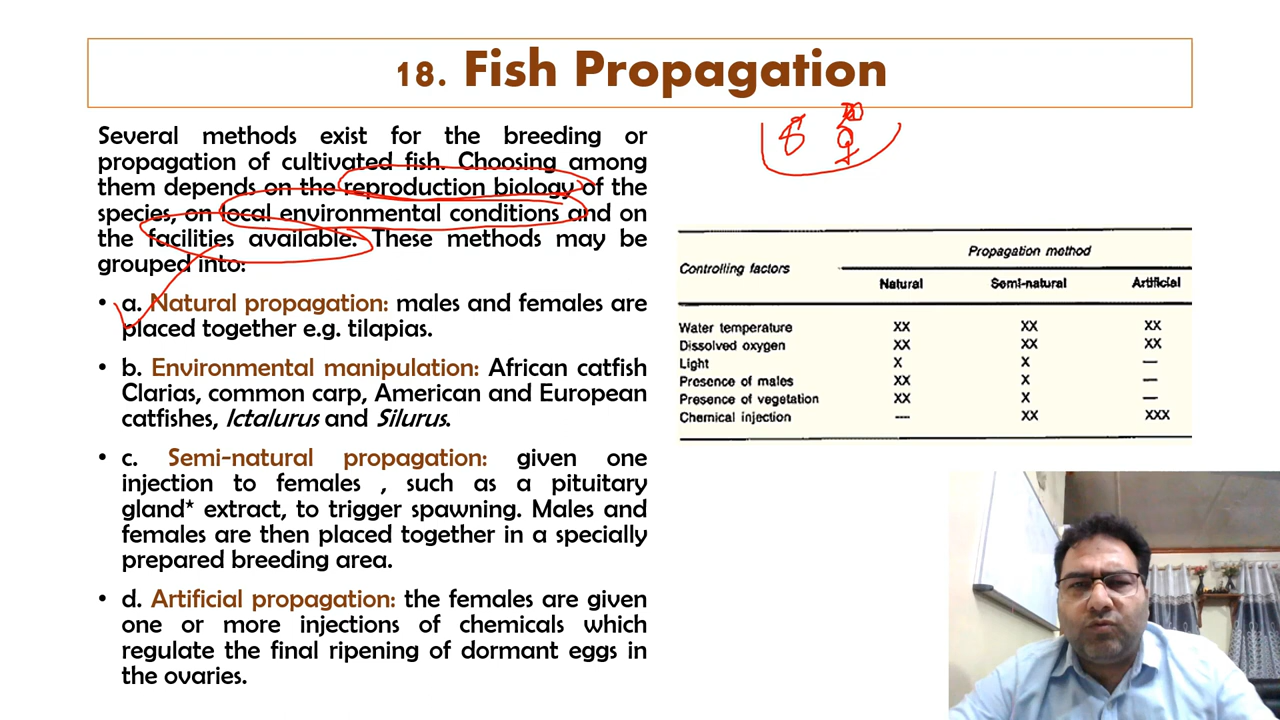 18. Fish Propagation
Several methods exist for the breeding or
propagation of cultivated fish. Choosing among
them depends on the reproduction biology of the
species, on local environmental conditions and on
the facilities available. These methods may be
grouped into:
• a. Natural propagation: males and females are
placed together e.g. tilapias.
• b. Environmental manipulation: African catfish
Clarias, common carp, American and European
catfishes, Ictalurus and Silurus.
• c. Semi-natural propagation: given one
injection to females , such as a pituitary
gland* extract, to trigger spawning. Males and
females are then placed together in a specially
prepared breeding area.
• d. Artificial propagation: the females are given
one or more injections of chemicals which
regulate the final ripening of dormant eggs in
the ovaries.
♂ ♀
Controlling factors Propagation method
Natural Semi-natural Artificial
Water temperature XX XX XX
Dissolved oxygen XX XX XX
Light X X —
Presence of males XX X —
Presence of vegetation XX X —
Chemical injection — XX XXX